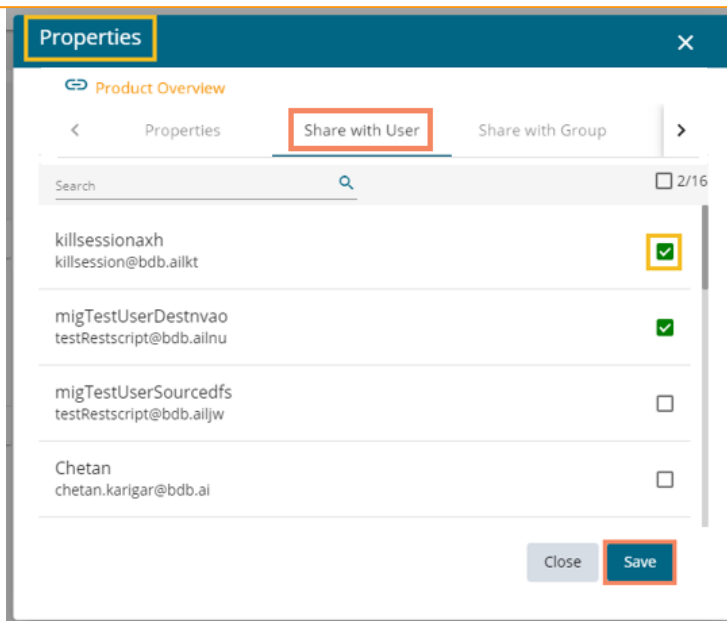 Properties
Product Overview
Properties Share with User Share with Group
Search 2/16
killsessionaxh
killsession@bdb.ailkt
migTestUserDestnvao
testRestscript@bdb.ailnu
migTestUserSourcedfs
testRestscript@bdb.ailjw
Chetan
chetan.karigar@bdb.ai
Close Save